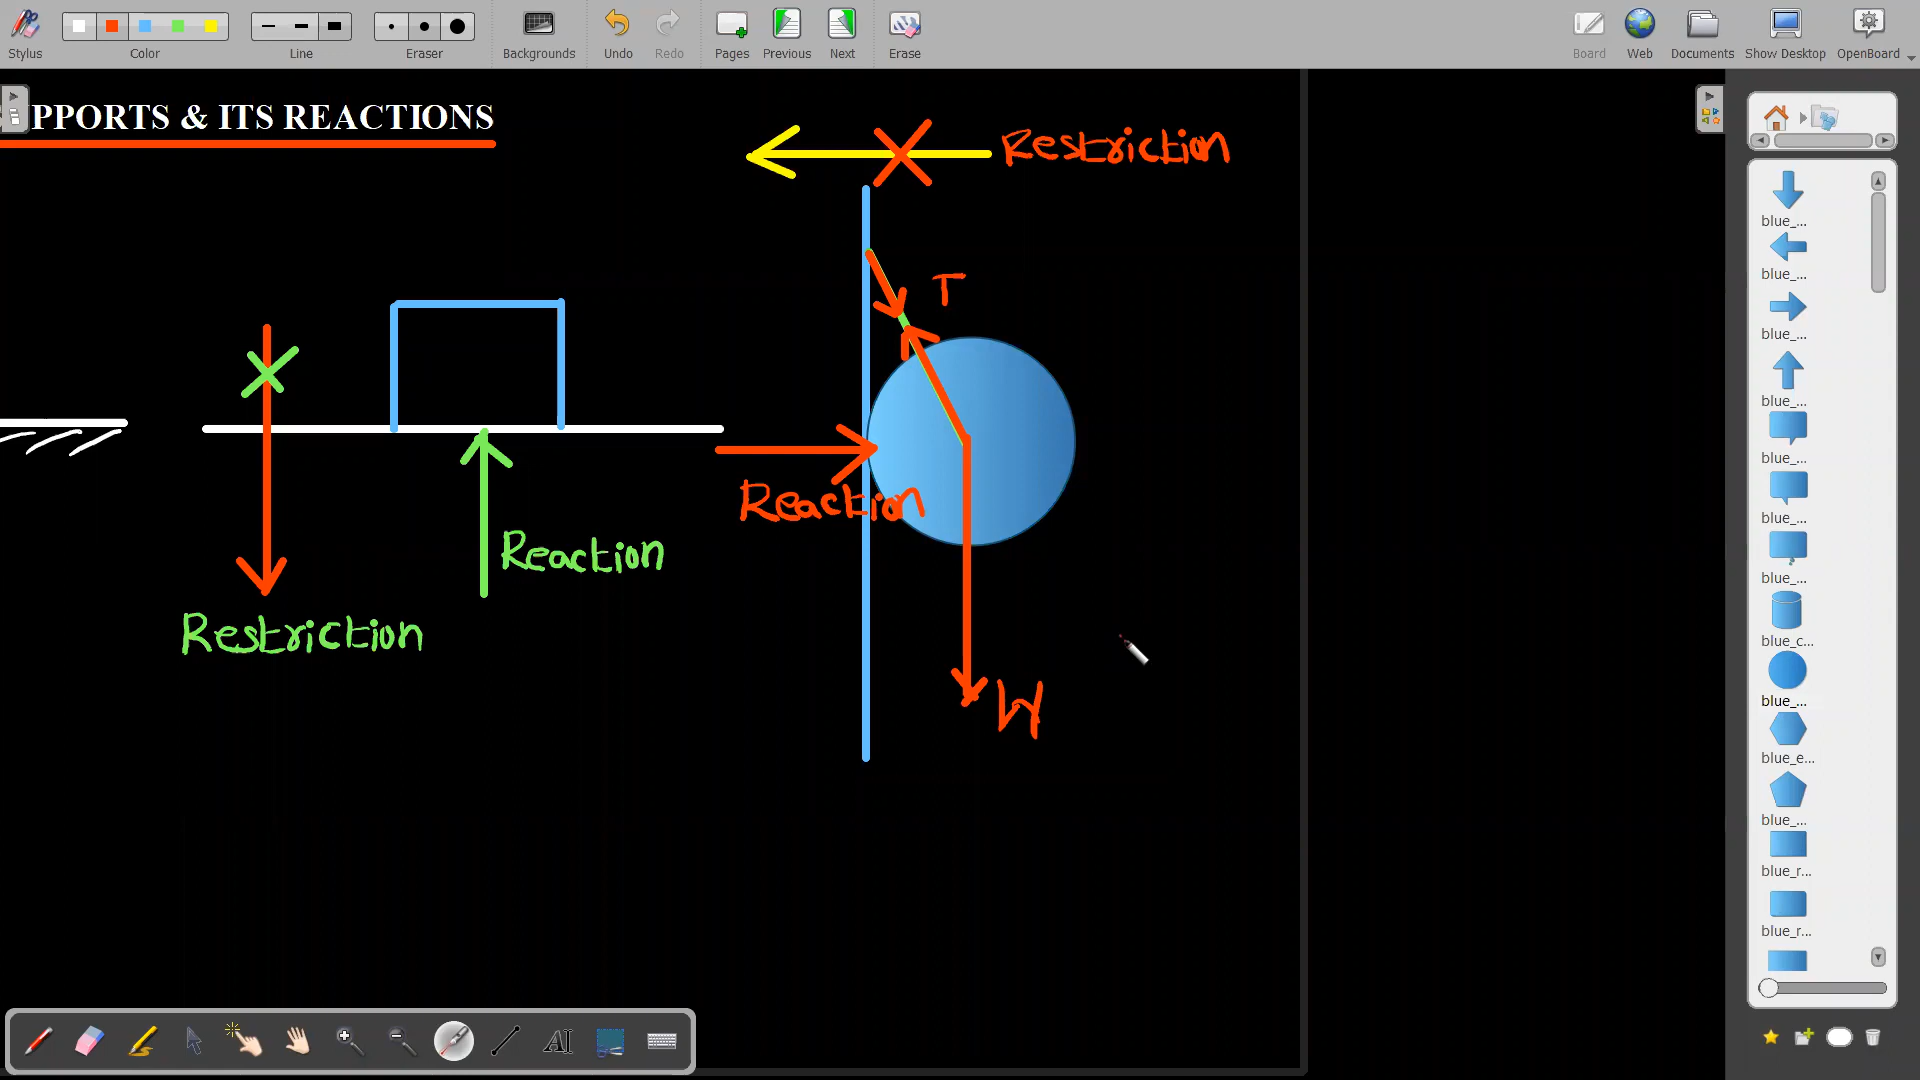 Stylus
Color
Line
Eraser
Backgrounds
Undo
Redo
Pages
Previous
Next
Erase
Board
Web
Documents
Show Desktop
OpenBoard
PPORTS & ITS REACTIONS
Restriction
T
Reaction
Reaction
Restriction
W
blue_...
blue_...
blue_...
blue_...
blue_...
blue_...
blue_...
blue_c...
blue_...
blue_e...
blue_...
blue_r...
blue_r...
AI